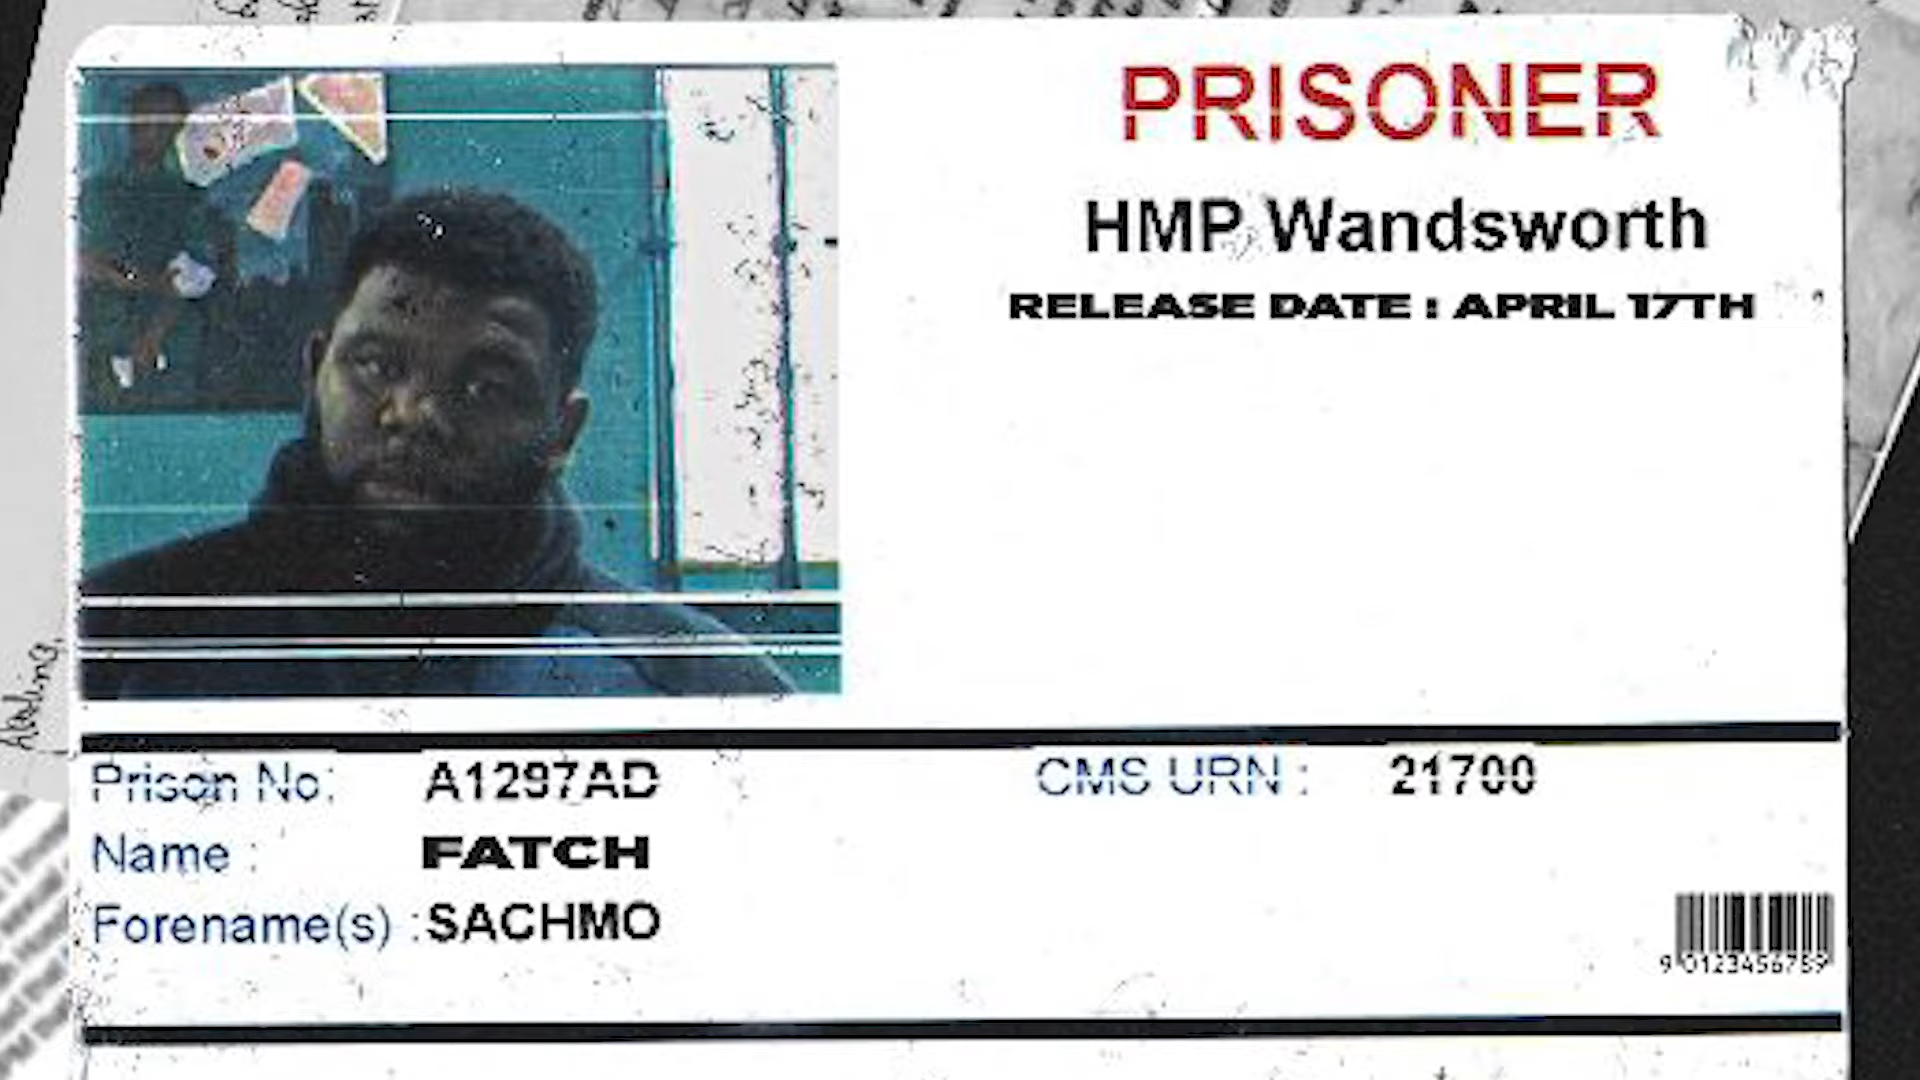 PRISONER
HMP Wandsworth
RELEASE DATE : APRIL 17TH
Prison No: A1297AD CMS URN : 21700
Name : FATCH
Forename(s) : SACHMO
9 0123456789